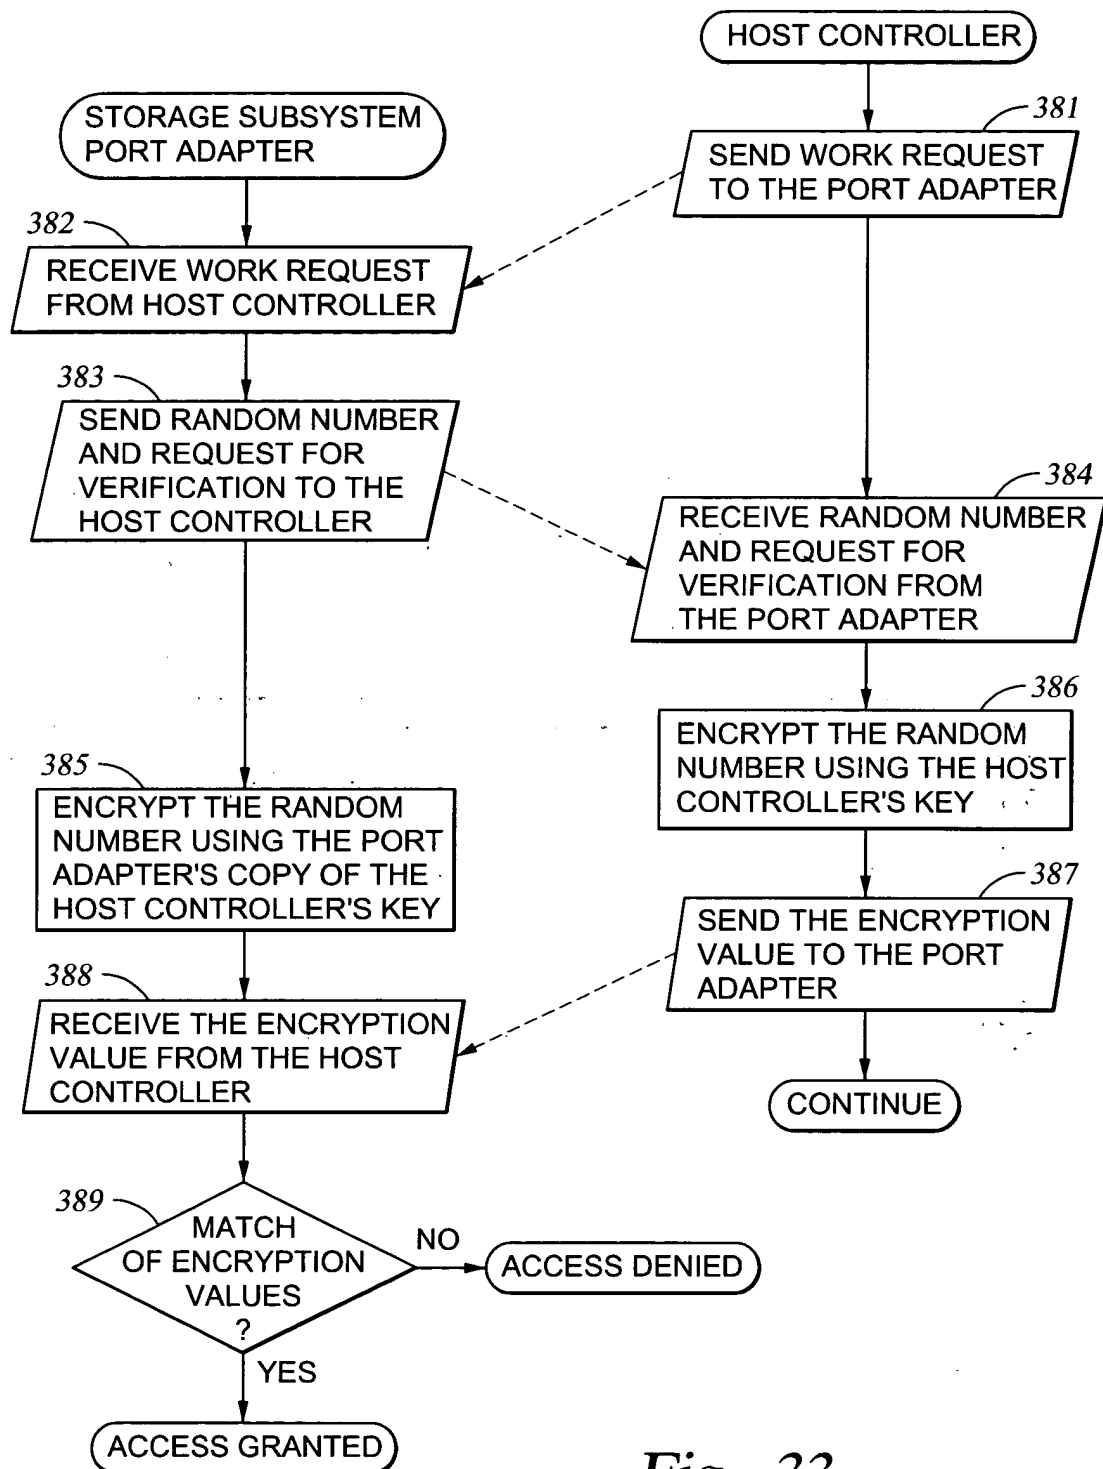 HOST CONTROLLER
381
SEND WORK REQUEST
TO THE PORT ADAPTER
STORAGE SUBSYSTEM
PORT ADAPTER
382
RECEIVE WORK REQUEST
FROM HOST CONTROLLER
383
SEND RANDOM NUMBER
AND REQUEST FOR
VERIFICATION TO THE
HOST CONTROLLER
384
RECEIVE RANDOM NUMBER
AND REQUEST FOR
VERIFICATION FROM
THE PORT ADAPTER
386
ENCRYPT THE RANDOM
NUMBER USING THE HOST
CONTROLLER'S KEY
385
ENCRYPT THE RANDOM
NUMBER USING THE PORT
ADAPTER'S COPY OF THE
HOST CONTROLLER'S KEY
387
SEND THE ENCRYPTION
VALUE TO THE PORT
ADAPTER
388
RECEIVE THE ENCRYPTION
VALUE FROM THE HOST
CONTROLLER
CONTINUE
389
MATCH
OF ENCRYPTION
VALUES
?
NO
ACCESS DENIED
YES
ACCESS GRANTED